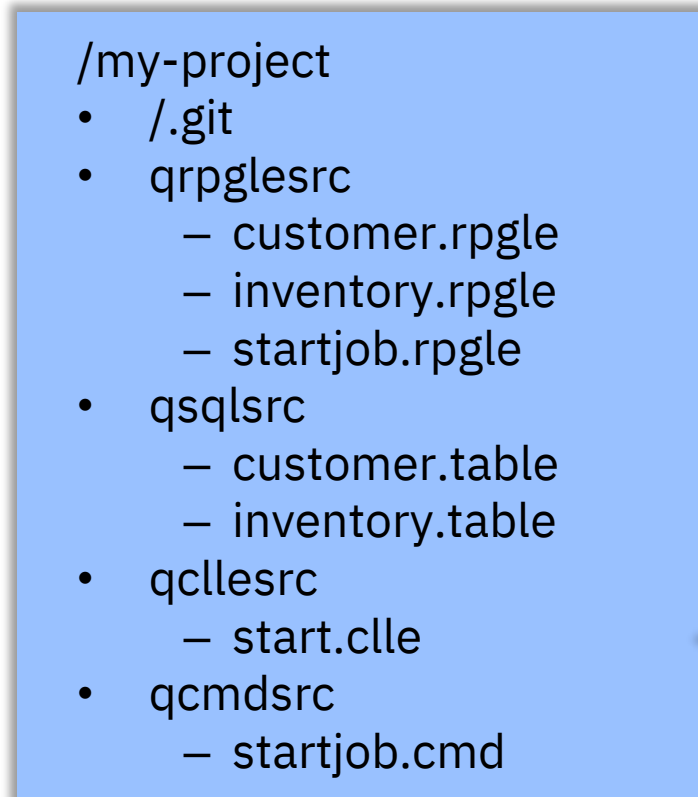 /my-project
• /.git
• qrpglesrc
– customer.rpgle
– inventory.rpgle
– startjob.rpgle
• qsqlsrc
– customer.table
– inventory.table
• qcllesrc
– start.clle
• qcmdsrc
– startjob.cmd